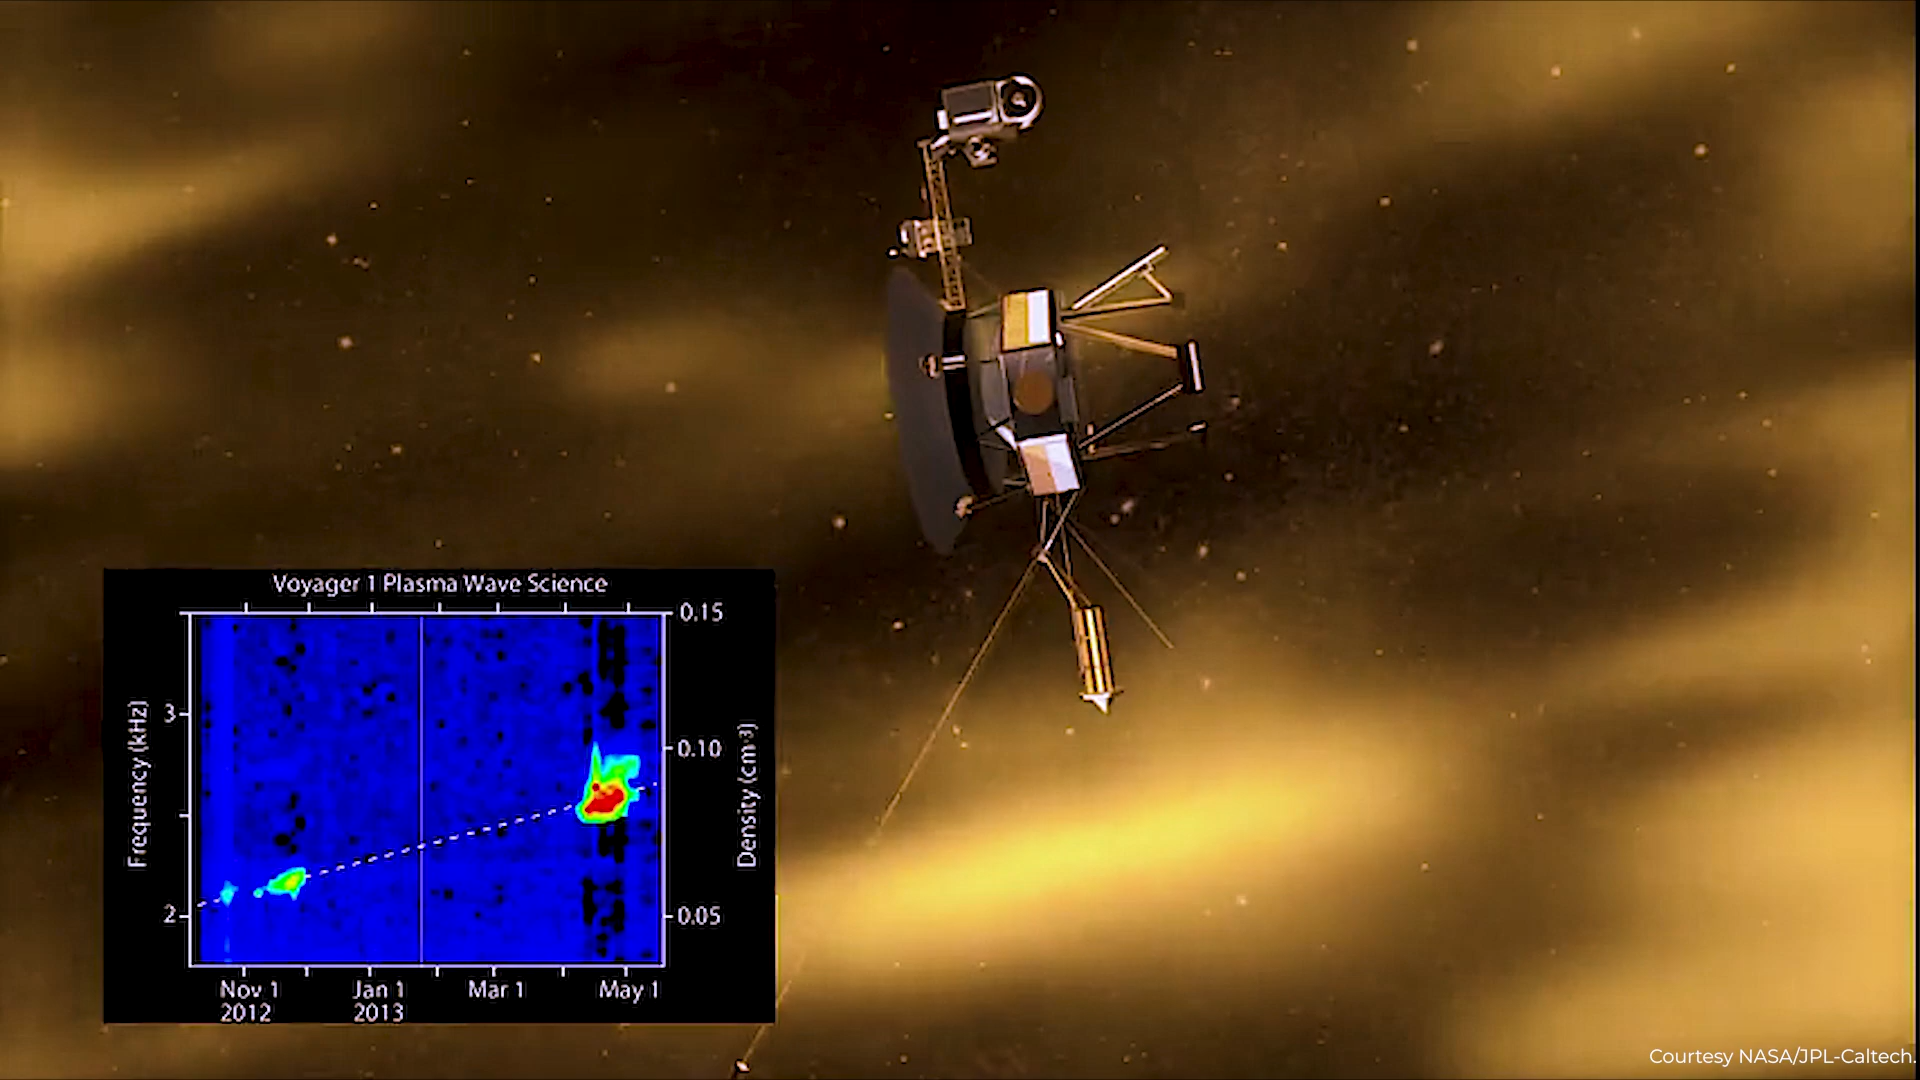 Voyager 1 Plasma Wave Science
0.15
3
0.10
Frequency (kHz)
Density (cm-3)
2
0.05
Nov 1
2012
Jan 1
2013
Mar 1
May 1
Courtesy NASA/JPL-Caltech.